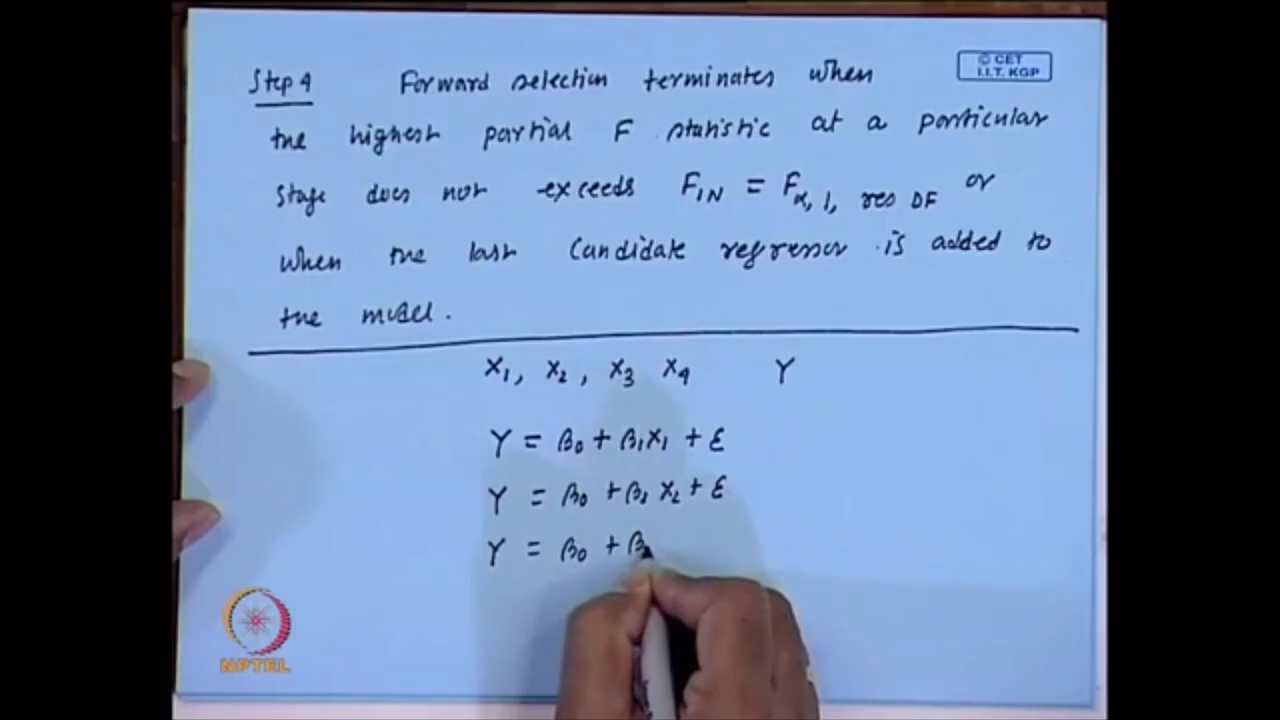 © CET
I.I.T. KGP
Step 4 Forward selection terminates when
the highest partial F statistic at a particular
stage does not exceeds F_IN = F_α, 1, res DF or
when the last candidate regressor is added to
the model.
X₁, X₂, X₃ X₄ Y
Y = β₀ + β₁X₁ + ε
Y = β₀ + β₁ X₂ + ε
Y = β₀ + β
NPTEL